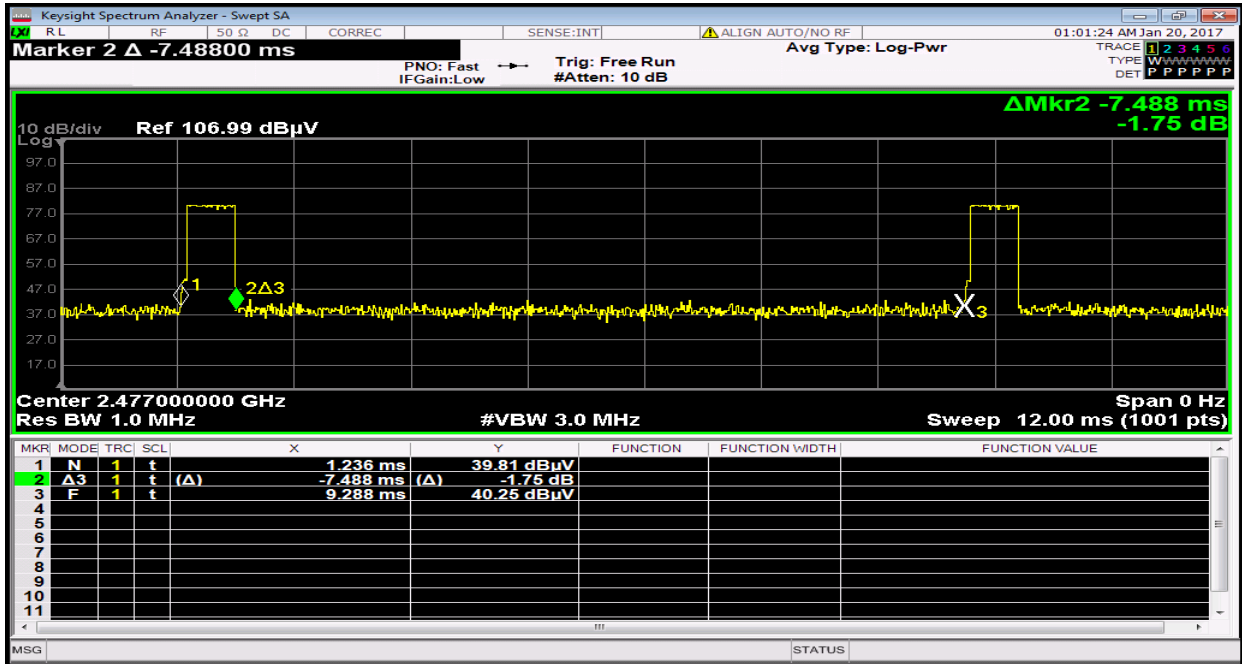 Keysight Spectrum Analyzer - Swept SA
LXI RL RF 50 Ω DC CORREC SENSE:INT ALIGN AUTO/NO RF 01:01:24 AM Jan 20, 2017
Marker 2 Δ -7.48800 ms
PNO: Fast
IFGain:Low
Trig: Free Run
#Atten: 10 dB
Avg Type: Log-Pwr
TRACE 1 2 3 4 5 6
TYPE WWWWWW
DET P P P P P P
ΔMkr2 -7.488 ms
-1.75 dB
10 dB/div Ref 106.99 dBµV
Log
97.0
87.0
77.0
67.0
57.0
47.0
37.0
27.0
17.0
1
2Δ3
3
Center 2.477000000 GHz Span 0 Hz
Res BW 1.0 MHz #VBW 3.0 MHz Sweep 12.00 ms (1001 pts)
MKR MODE TRC SCL X Y FUNCTION FUNCTION WIDTH FUNCTION VALUE
1 N 1 t 1.236 ms 39.81 dBµV
2 Δ3 1 t (Δ) -7.488 ms (Δ) -1.75 dB
3 F 1 t 9.288 ms 40.25 dBµV
4
5
6
7
8
9
10
11
MSG STATUS